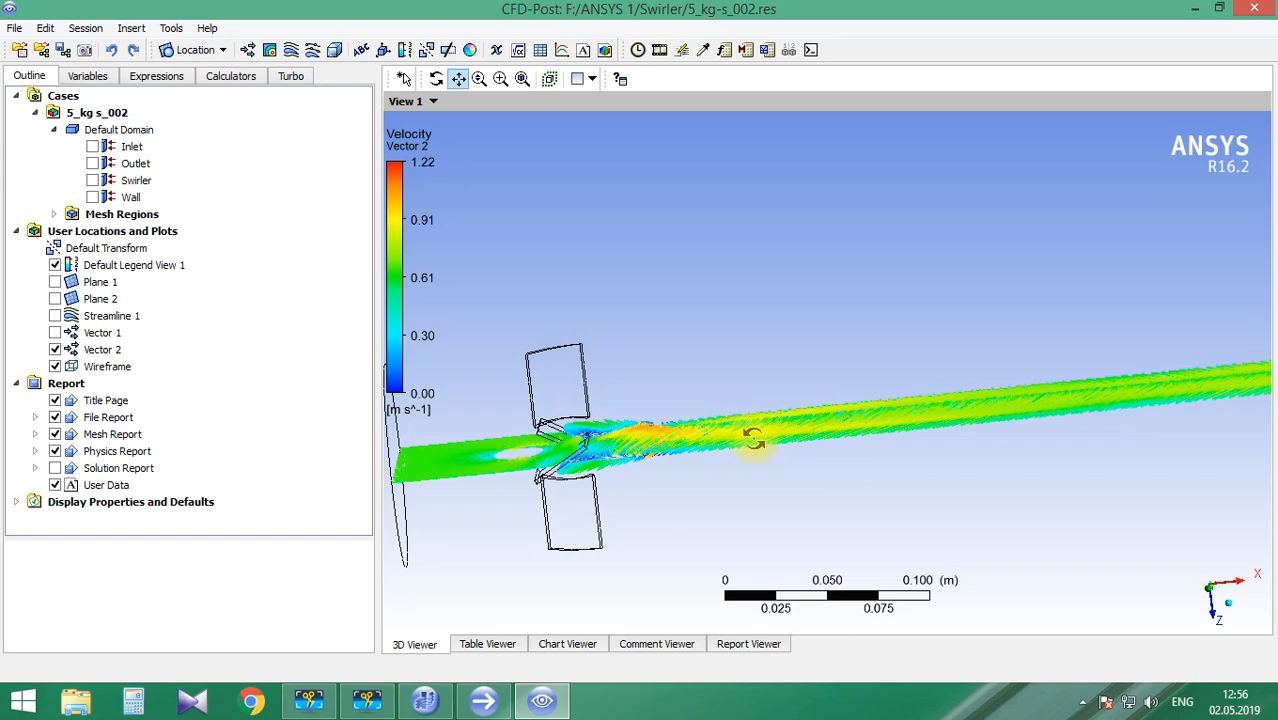 CFD-Post: F:/ANSYS 1/Swirler/5_kg-s_002.res
File Edit Session Insert Tools Help
Location
Outline Variables Expressions Calculators Turbo
Cases
5_kg s_002
Default Domain
Inlet
Outlet
Swirler
Wall
Mesh Regions
User Locations and Plots
Default Transform
Default Legend View 1
Plane 1
Plane 2
Streamline 1
Vector 1
Vector 2
Wireframe
Report
Title Page
File Report
Mesh Report
Physics Report
Solution Report
User Data
Display Properties and Defaults
View 1
Velocity
Vector 2
1.22
0.91
0.61
0.30
0.00
[m s^-1]
ANSYS
R16.2
0 0.050 0.100 (m)
0.025 0.075
X
Z
3D Viewer Table Viewer Chart Viewer Comment Viewer Report Viewer
ENG
12:56
02.05.2019